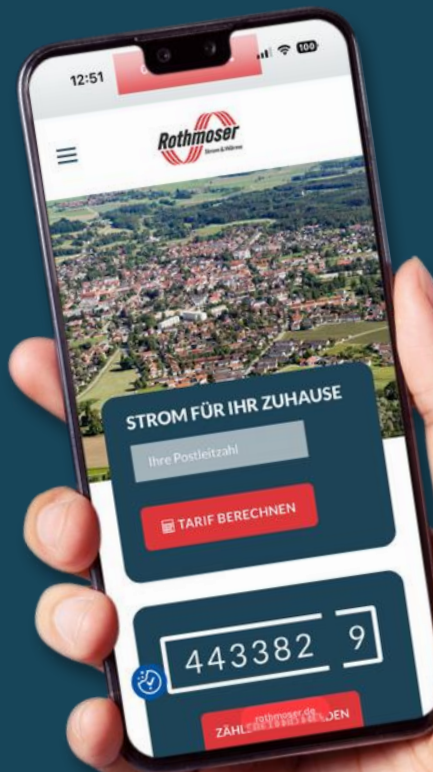 12:51
100
Rothmoser
Strom & Wärme
STROM FÜR IHR ZUHAUSE
Ihre Postleitzahl
TARIF BERECHNEN
443382 9
rothmoser.de